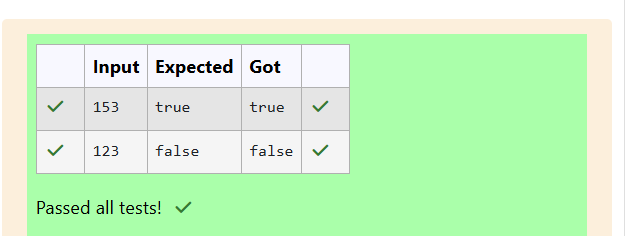 Input Expected Got
153 true true
123 false false
Passed all tests!